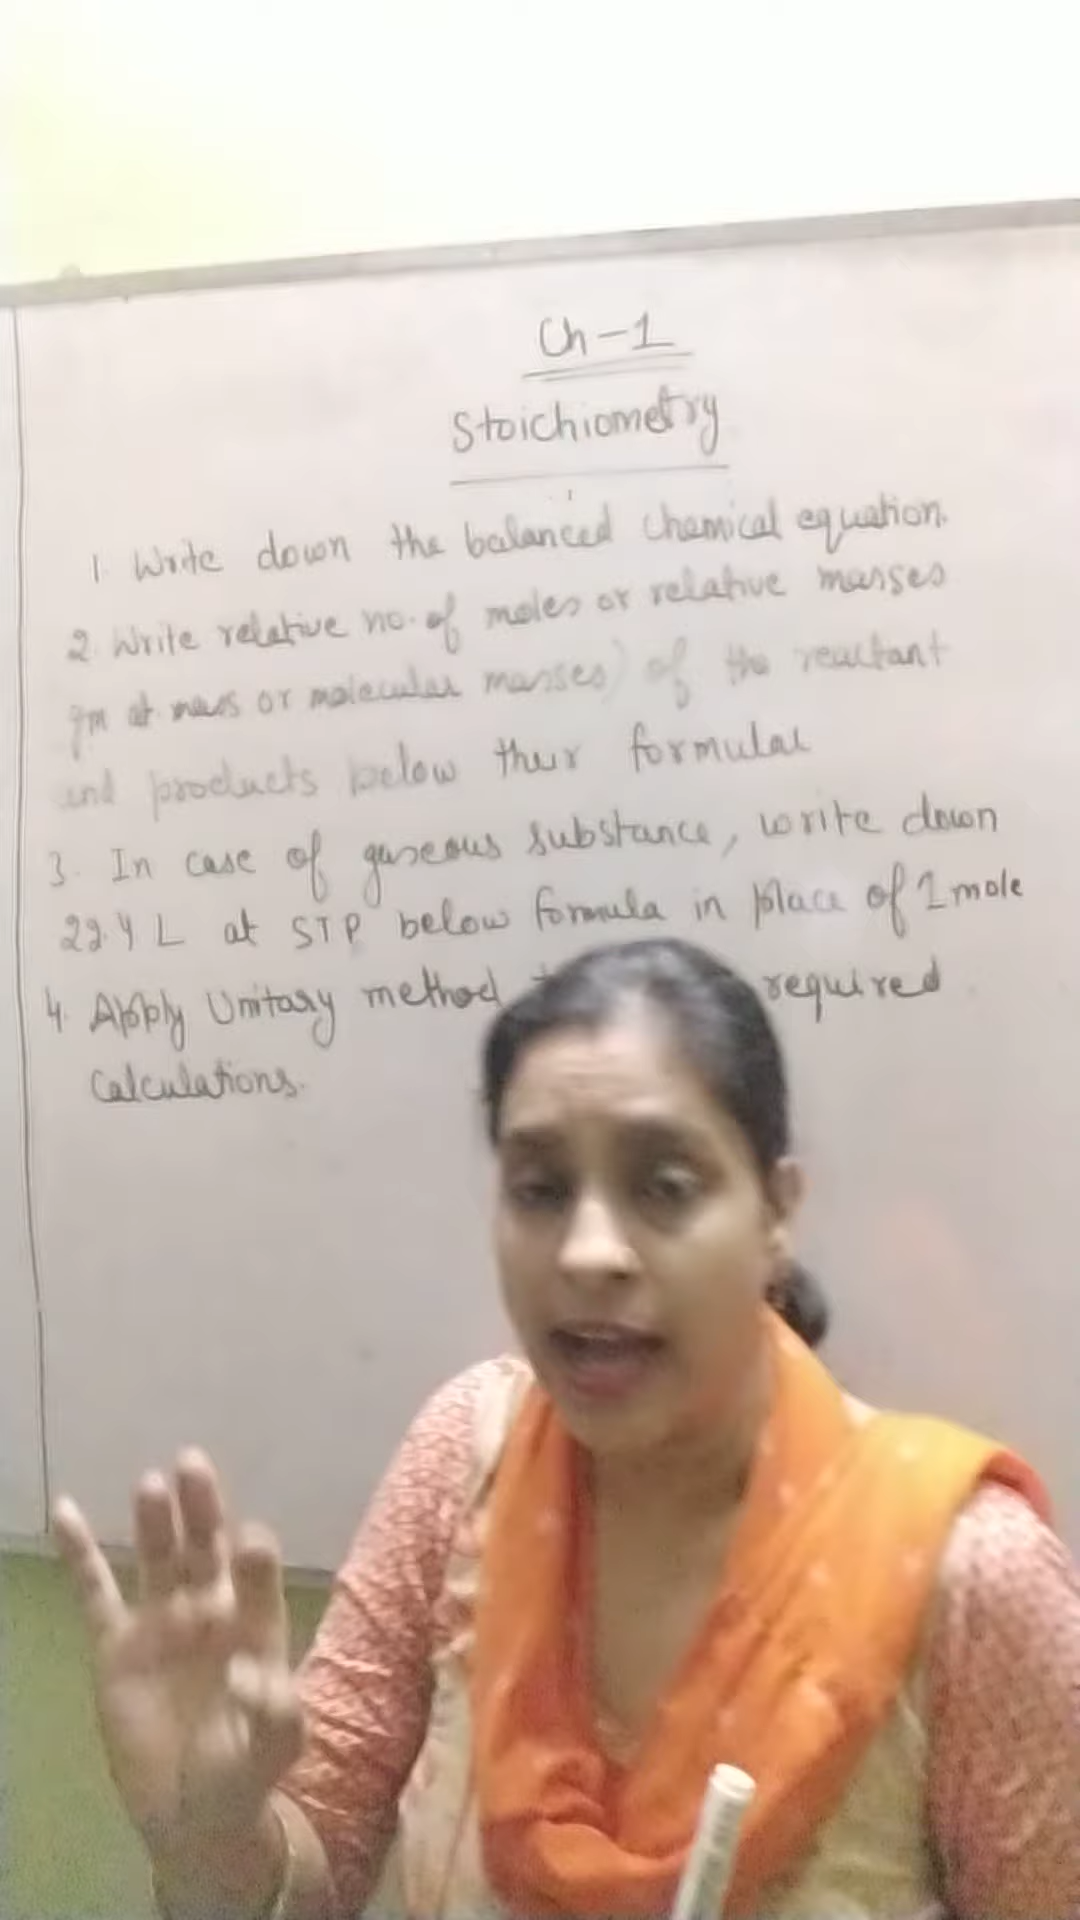 Ch-1
Stoichiometry
1. Write down the balanced chemical equation.
2. Write relative no. of moles or relative masses
gm at. mass or molecular masses) of the reactant
and products below their formulae
3. In case of gaseous substance, write down
22.4 L at STP below formula in place of 1 mole
4. Apply Unitary method required
Calculations.